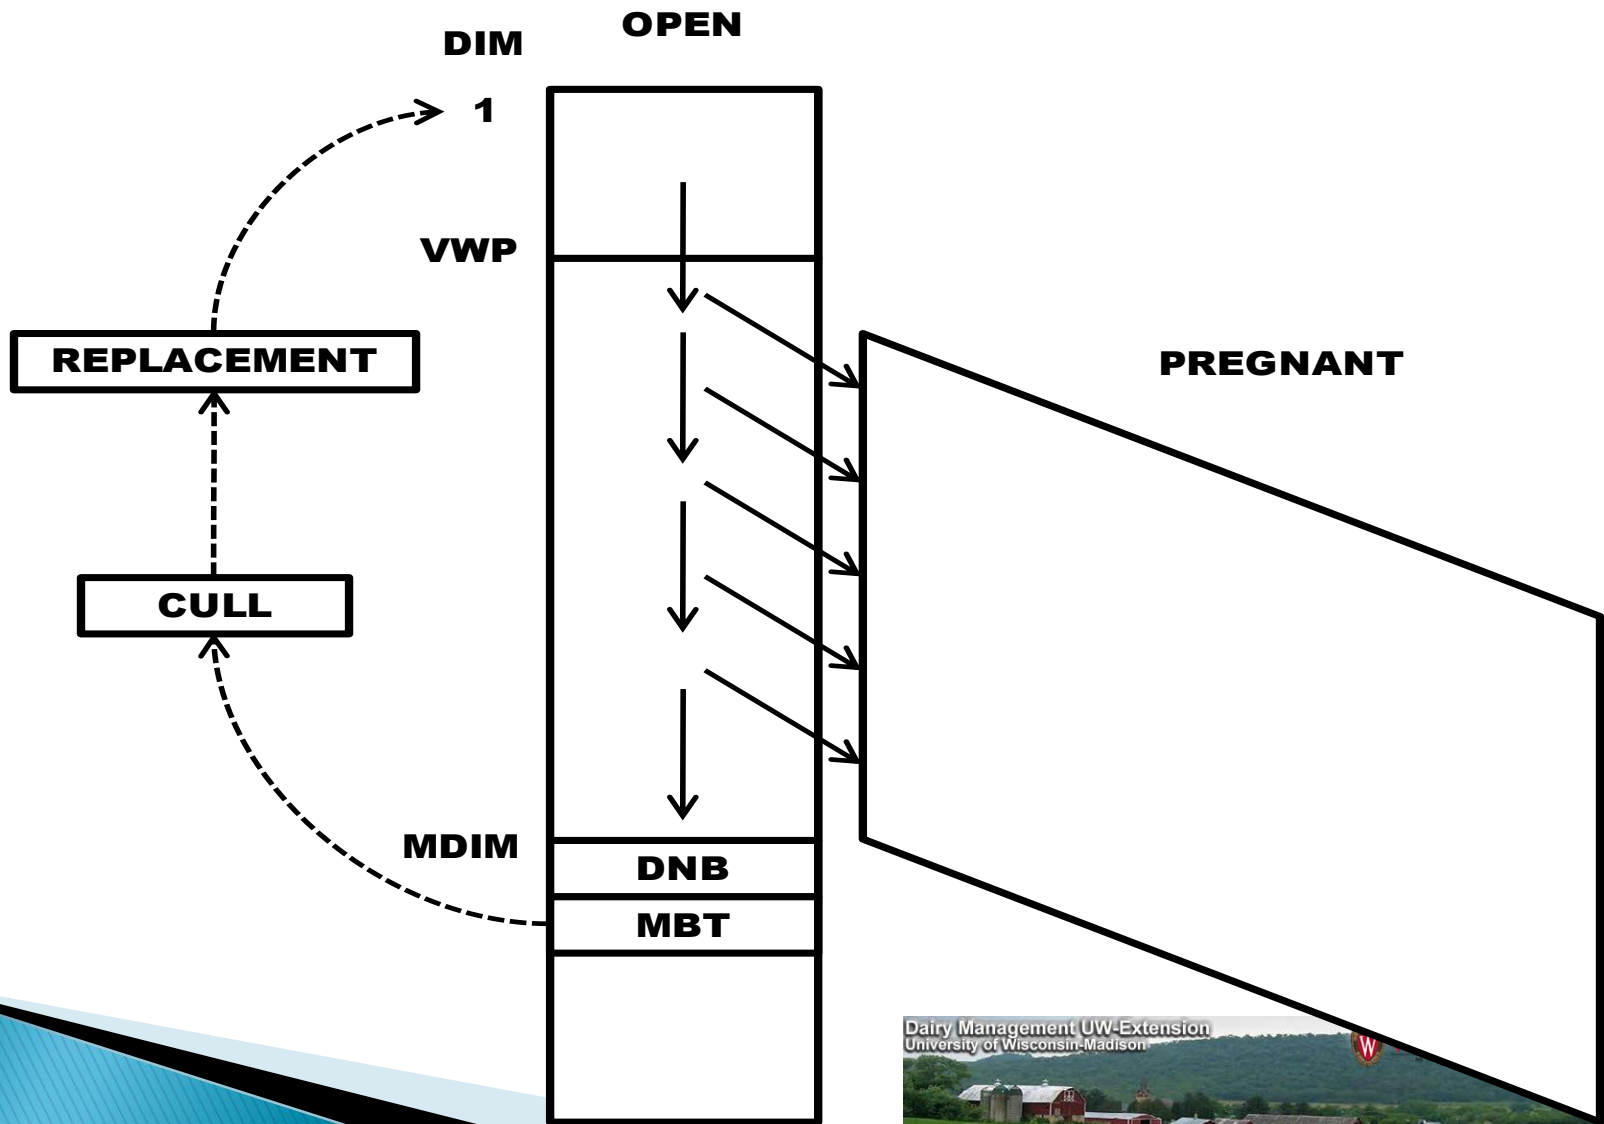 OPEN
DIM
1
VWP
REPLACEMENT
PREGNANT
CULL
MDIM
DNB
MBT
Dairy Management UW-Extension
University of Wisconsin-Madison
W